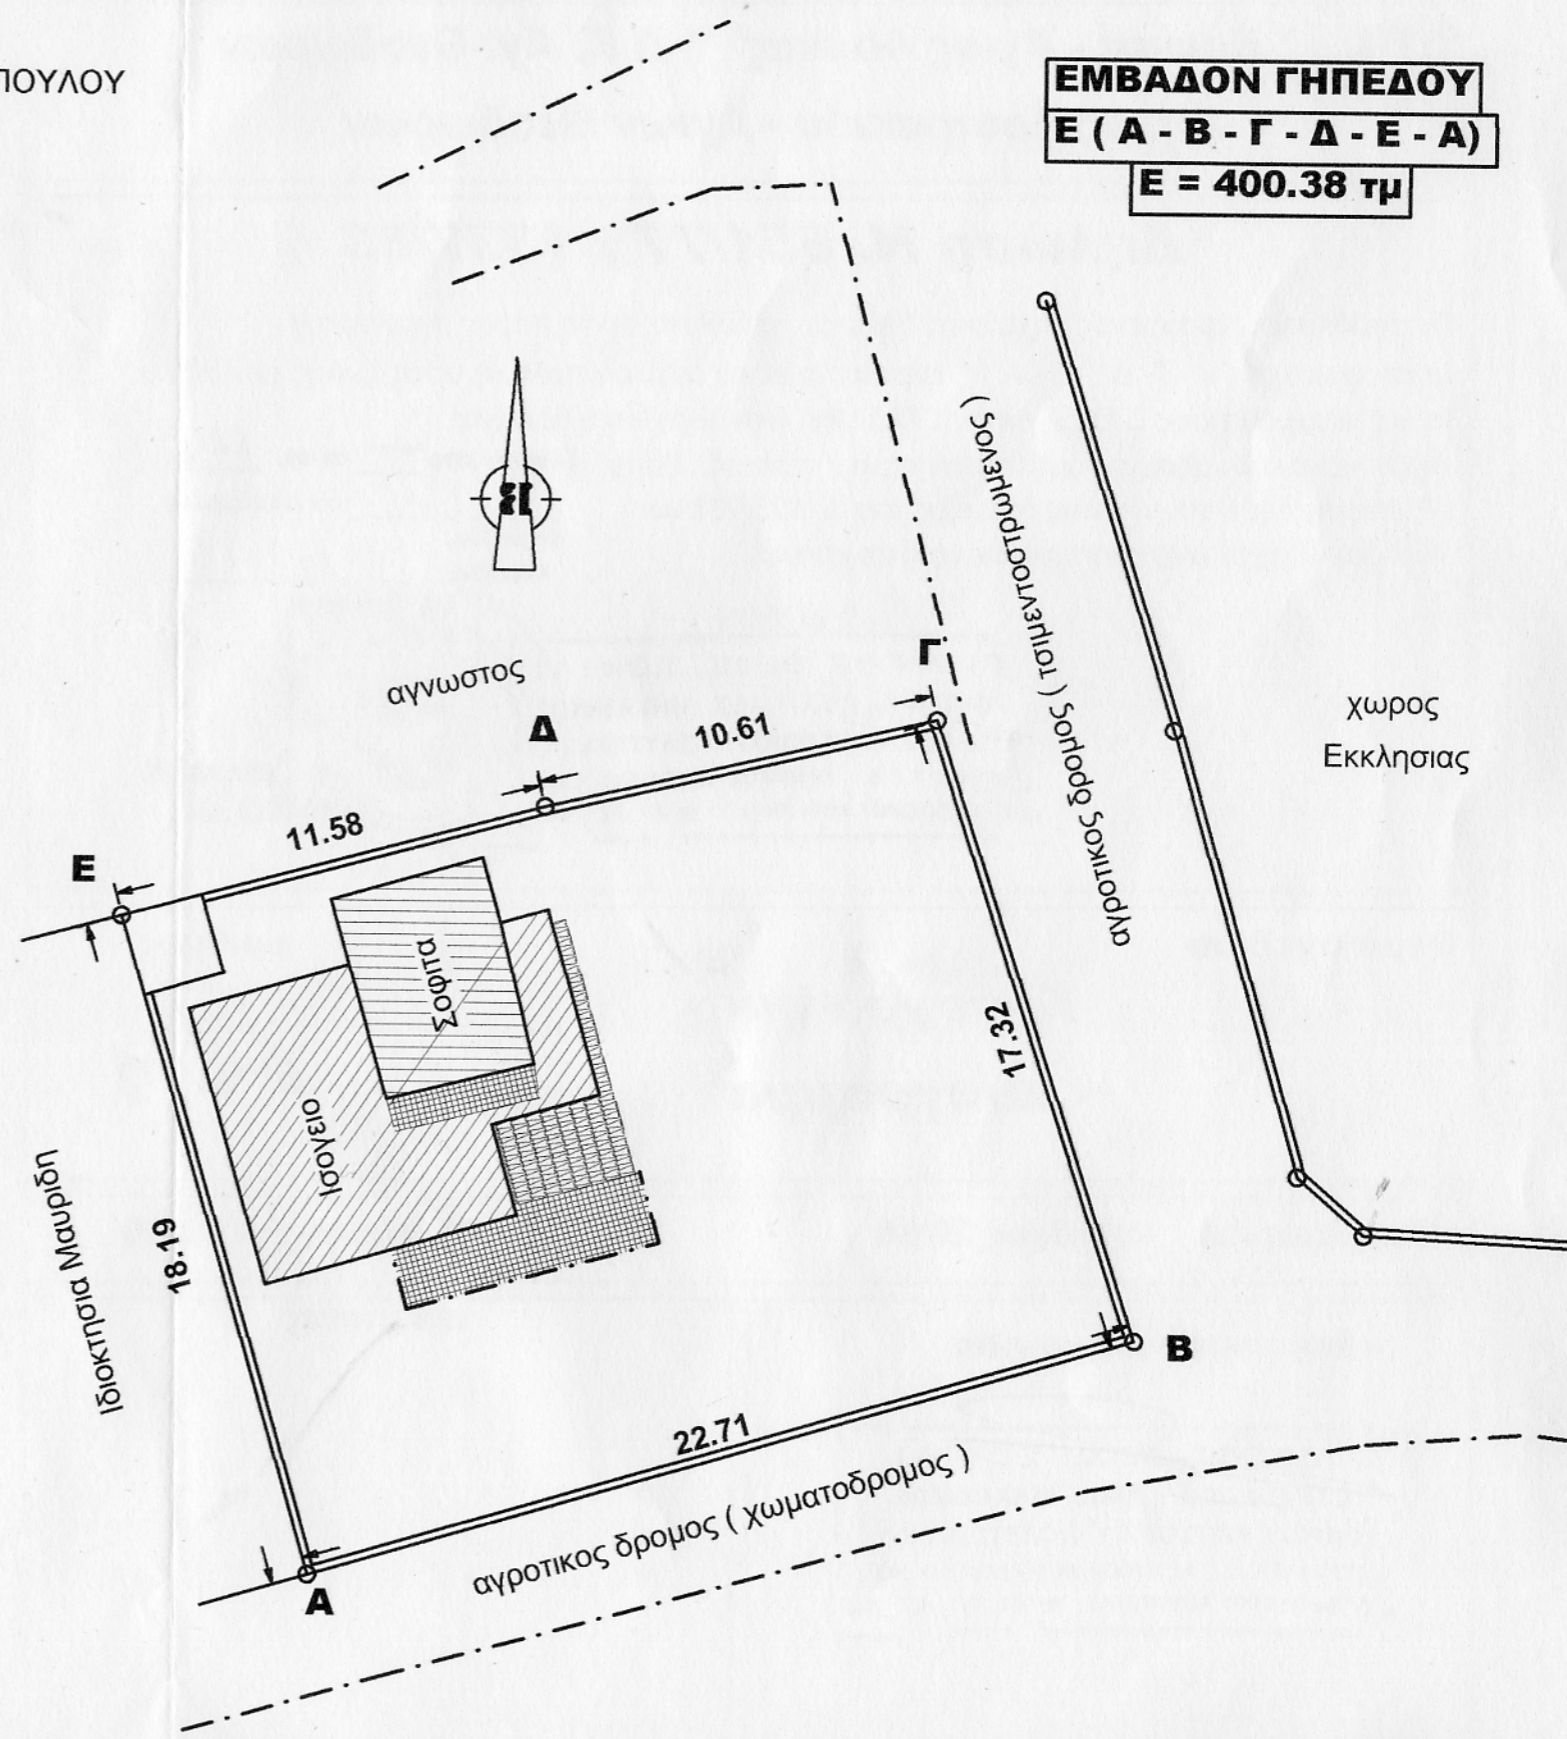 ΠΟΥΛΟΥ
ΕΜΒΑΔΟΝ ΓΗΠΕΔΟΥ
Ε ( Α - Β - Γ - Δ - Ε - Α)
Ε = 400.38 τμ
αγνωστος
Γ
Δ
10.61
11.58
Ε
αγροτικος δρομος ( τσιμεντοστρωμενος )
χωρος
Εκκλησιας
Σοφιτα
Ισογειο
17.32
18.19
Ιδιοκτησια Μαυριδη
Β
22.71
αγροτικος δρομος ( χωματοδρομος )
Α